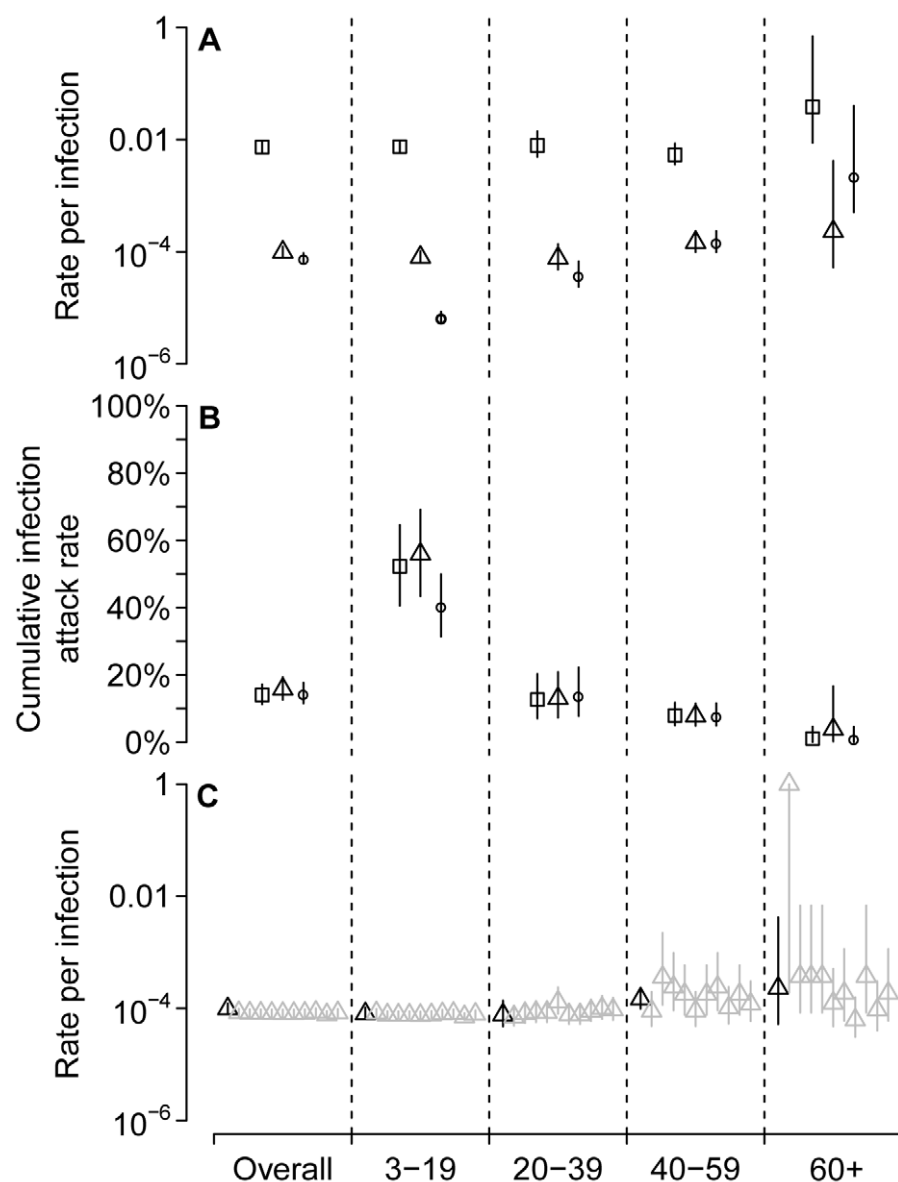 A
Rate per infection
1
0.01
10⁻⁴
10⁻⁶
B
Cumulative infection
attack rate
100%
80%
60%
40%
20%
0%
C
Rate per infection
1
0.01
10⁻⁴
10⁻⁶
Overall 3−19 20−39 40−59 60+